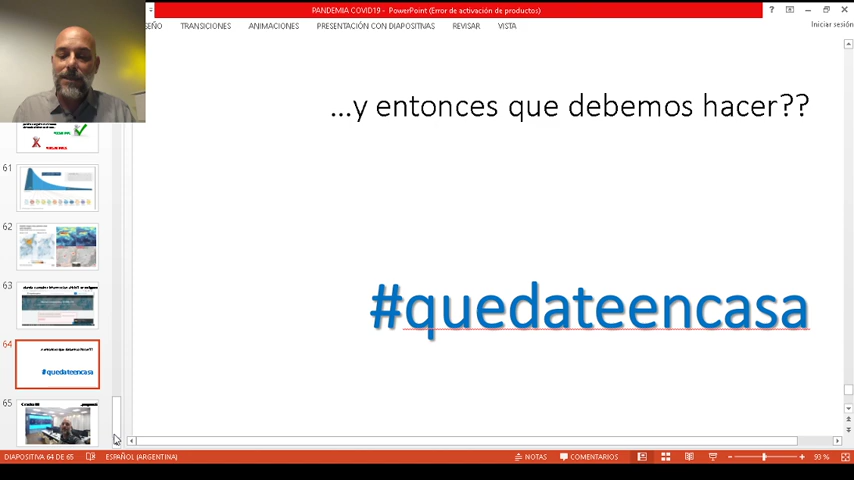 PANDEMIA COVID19 - PowerPoint (Error de activación de productos)
SEÑO TRANSICIONES ANIMACIONES PRESENTACIÓN CON DIAPOSITIVAS REVISAR VISTA
Iniciar sesión
...y entonces que debemos hacer??
#quedateencasa
61
62
63
64
#quedateencasa
65
DIAPOSITIVA 64 DE 65 ESPAÑOL (ARGENTINA) NOTAS COMENTARIOS 93 %